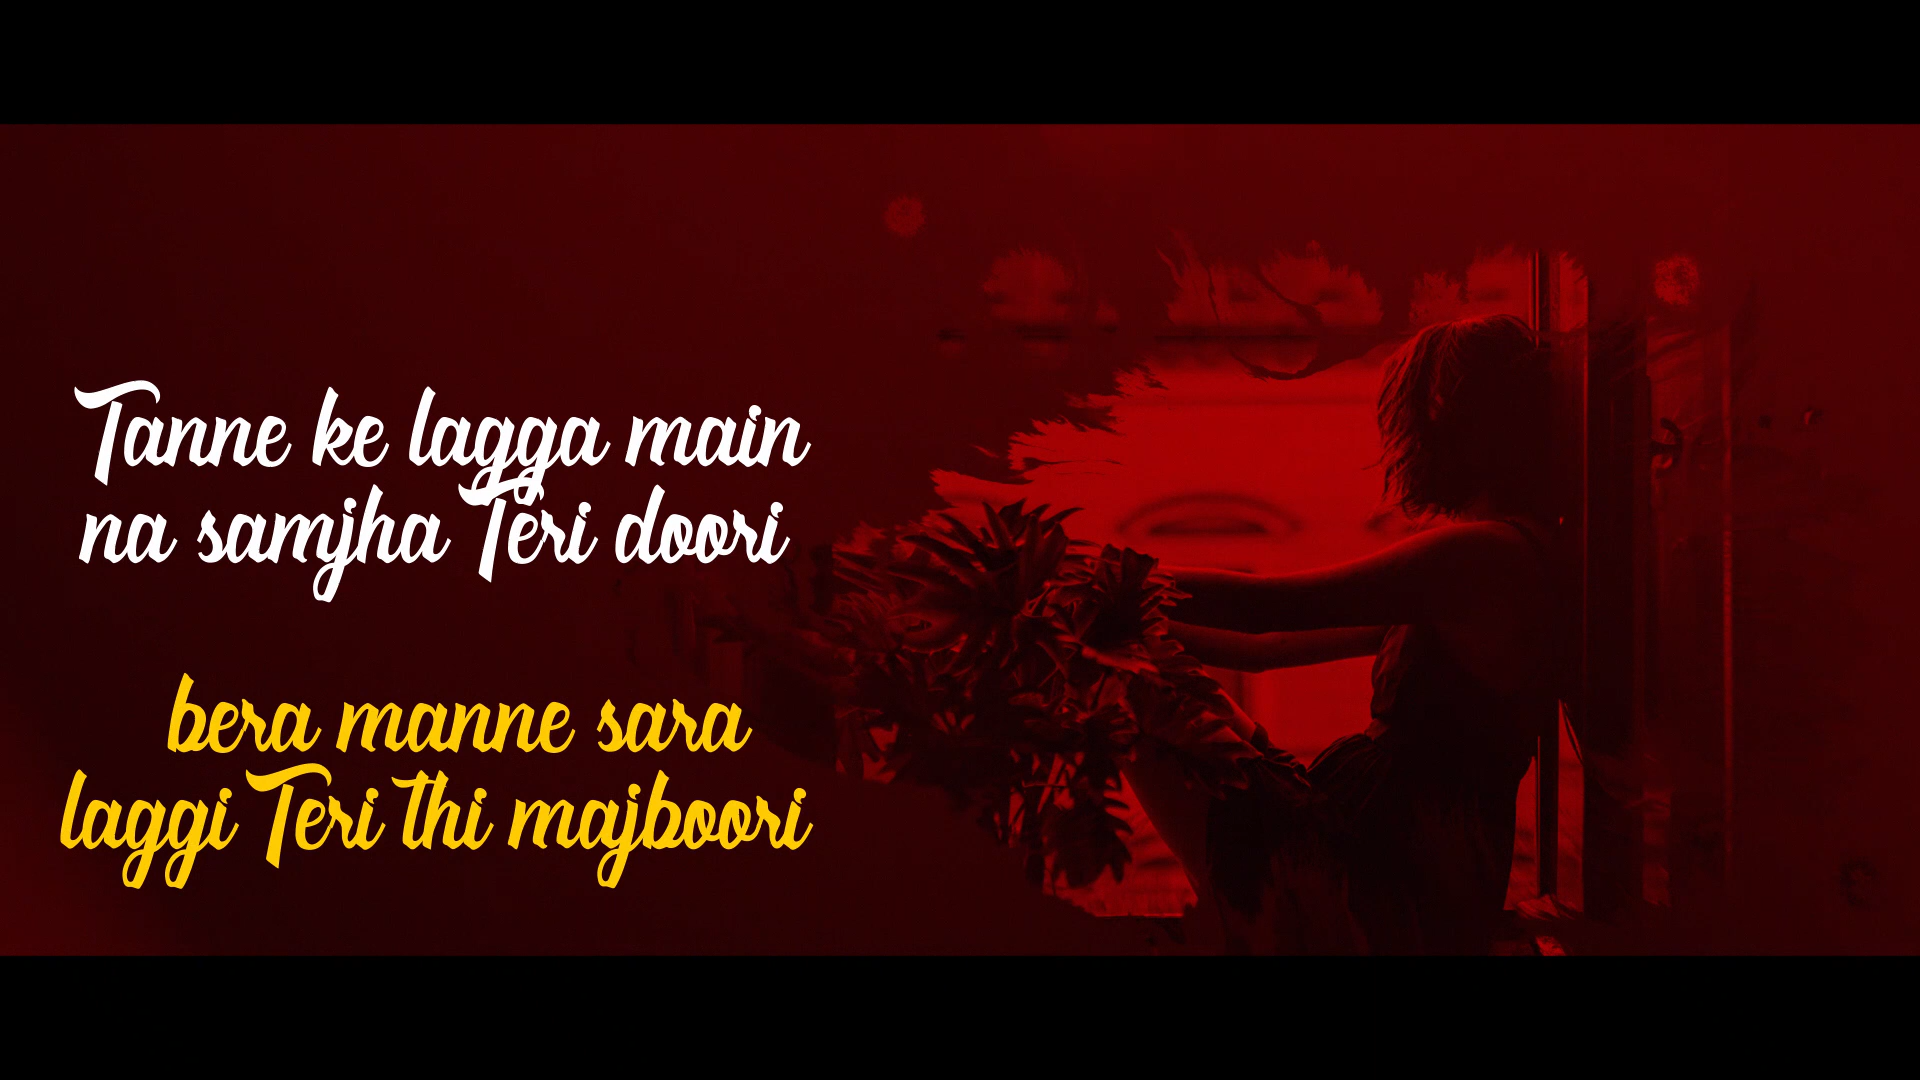 Tanne ke lagga main
na samjha Teri doori
bera manne sara
laggi Teri thi majboori